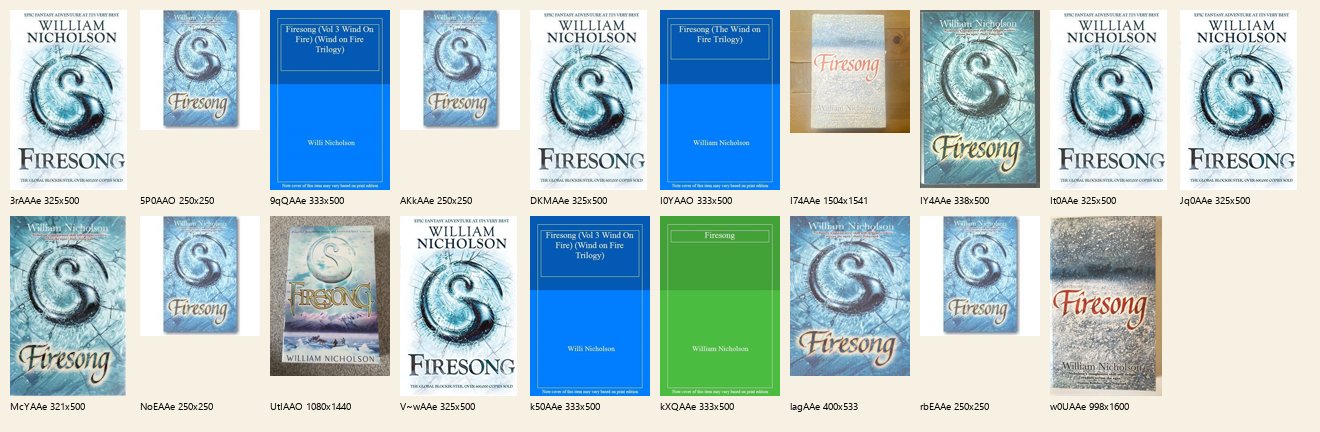 EPIC FANTASY ADVENTURE AT ITS VERY BEST
WILLIAM
NICHOLSON
FIRESONG
THE GLOBAL BLOCKBUSTER, OVER 600,000 COPIES SOLD
3rAAAe 325x500
William Nicholson
Firesong
5P0AAO 250x250
Firesong (Vol 3 Wind On
Fire) (Wind on Fire
Trilogy)
Willi Nicholson
Note cover of this item may vary based on print edition
9qQAAe 333x500
William Nicholson
Firesong
AKkAAe 250x250
EPIC FANTASY ADVENTURE AT ITS VERY BEST
WILLIAM
NICHOLSON
FIRESONG
THE GLOBAL BLOCKBUSTER, OVER 600,000 COPIES SOLD
DKMAAe 325x500
Firesong (The Wind on
Fire Trilogy)
William Nicholson
Note cover of this item may vary based on print edition
I0YAAO 333x500
Firesong
William Nicholson
I74AAe 1504x1541
William Nicholson
Firesong
IY4AAe 338x500
EPIC FANTASY ADVENTURE AT ITS VERY BEST
WILLIAM
NICHOLSON
FIRESONG
THE GLOBAL BLOCKBUSTER, OVER 600,000 COPIES SOLD
It0AAe 325x500
EPIC FANTASY ADVENTURE AT ITS VERY BEST
WILLIAM
NICHOLSON
FIRESONG
THE GLOBAL BLOCKBUSTER, OVER 600,000 COPIES SOLD
Jq0AAe 325x500
William Nicholson
Firesong
McYAAe 321x500
William Nicholson
Firesong
NoEAAe 250x250
FIRESONG
WILLIAM NICHOLSON
UtIAAO 1080x1440
EPIC FANTASY ADVENTURE AT ITS VERY BEST
WILLIAM
NICHOLSON
FIRESONG
THE GLOBAL BLOCKBUSTER, OVER 600,000 COPIES SOLD
V~wAAe 325x500
Firesong (Vol 3 Wind On
Fire) (Wind on Fire
Trilogy)
Willi Nicholson
Note cover of this item may vary based on print edition
k50AAe 333x500
Firesong
William Nicholson
Note cover of this item may vary based on print edition
kXQAAe 333x500
William Nicholson
Firesong
lagAAe 400x533
William Nicholson
Firesong
rbEAAe 250x250
Firesong
William Nicholson
w0UAAe 998x1600